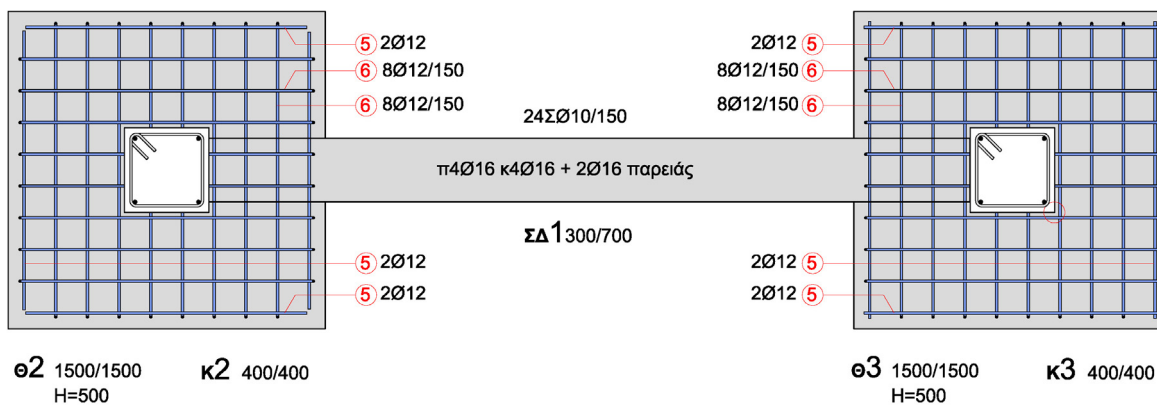 ⑤ 2Ø12
⑥ 8Ø12/150
⑥ 8Ø12/150
24ΣØ10/150
π4Ø16 κ4Ø16 + 2Ø16 παρειάς
ΣΔ1 300/700
⑤ 2Ø12
⑤ 2Ø12
2Ø12 ⑤
8Ø12/150 ⑥
8Ø12/150 ⑥
2Ø12 ⑤
2Ø12 ⑤
Θ2 1500/1500 Κ2 400/400
H=500
Θ3 1500/1500 Κ3 400/400
H=500